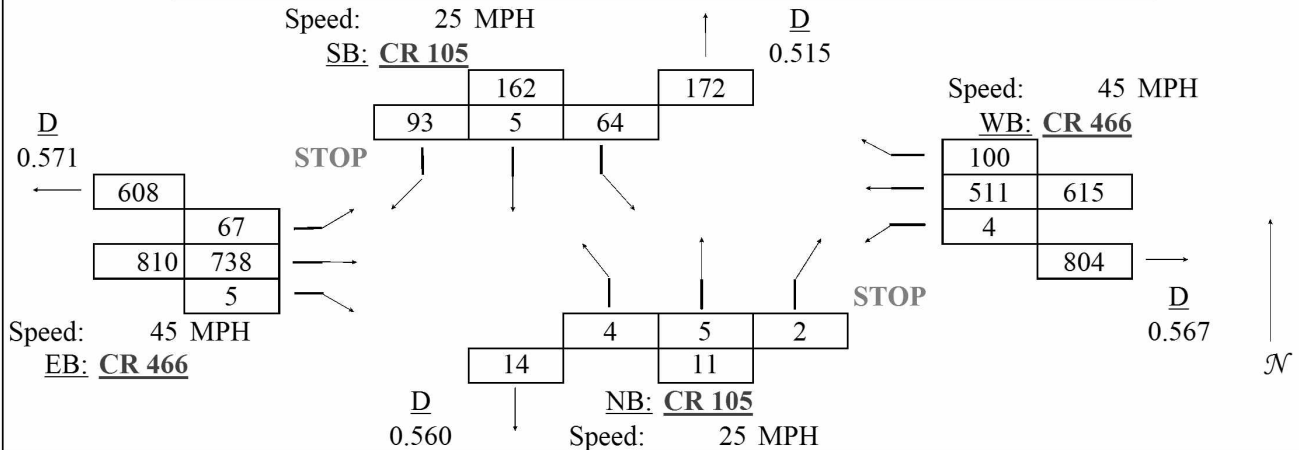 Speed: 25 MPH D
SB: CR 105 0.515
162 172 Speed: 45 MPH
93 5 64 WB: CR 466
D
0.571 STOP 100
608 511 615
67 4
810 738 804
5 STOP D
Speed: 45 MPH 4 5 2 0.567
EB: CR 466 14 11 N
D NB: CR 105
0.560 Speed: 25 MPH